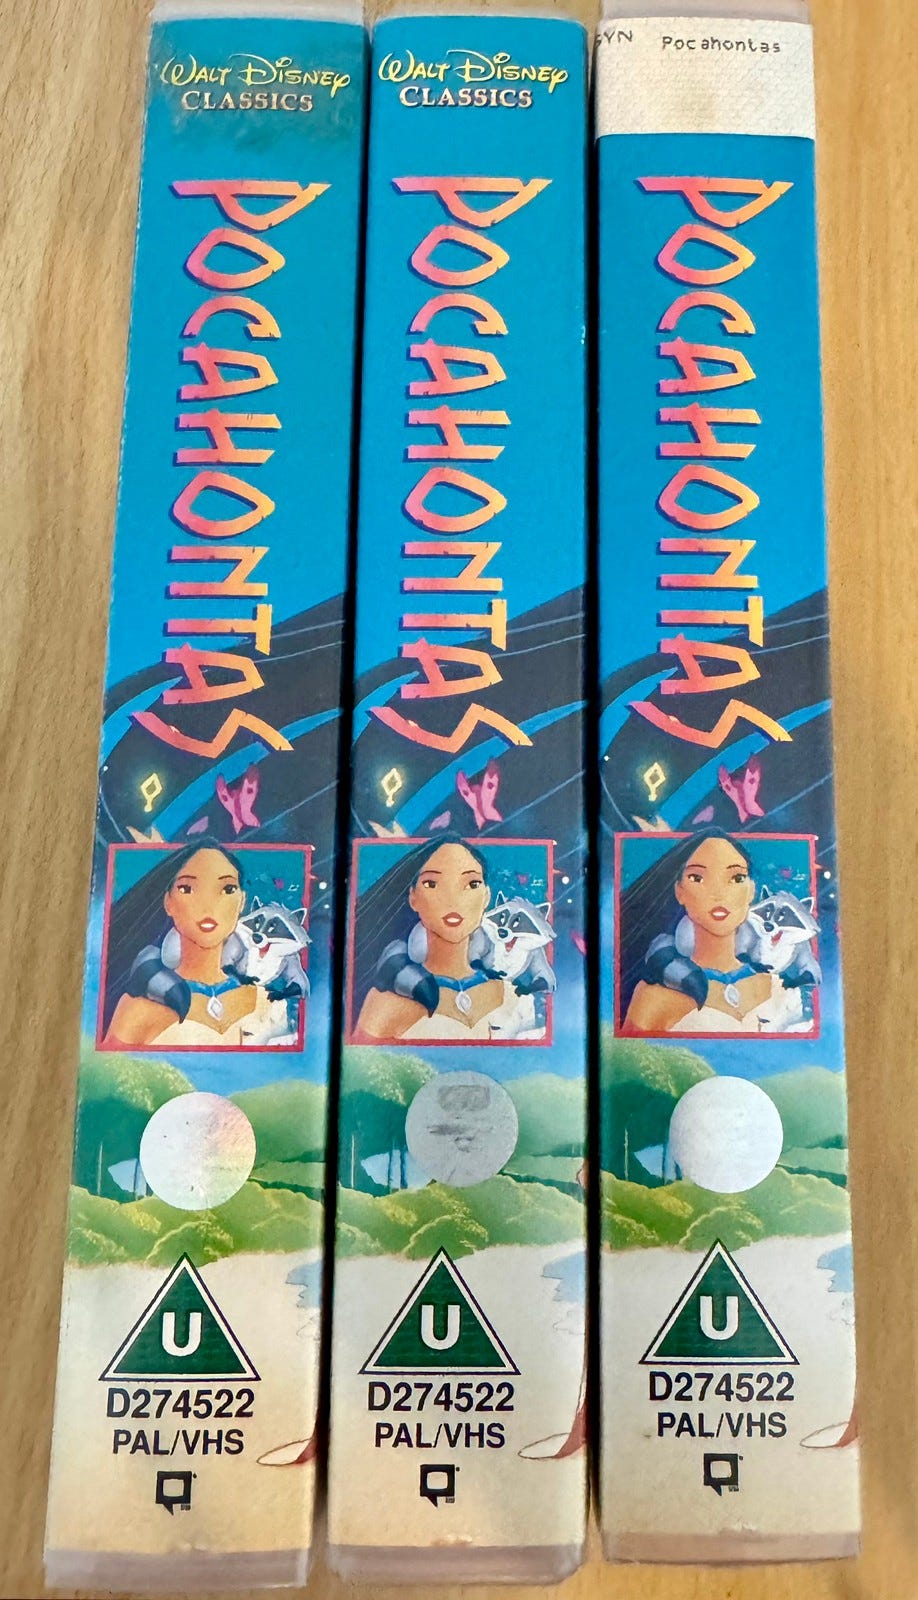 WALT DISNEY
CLASSICS
POCAHONTAS
U
D274522
PAL/VHS
WALT DISNEY
CLASSICS
POCAHONTAS
U
D274522
PAL/VHS
SYN Pocahontas
POCAHONTAS
U
D274522
PAL/VHS